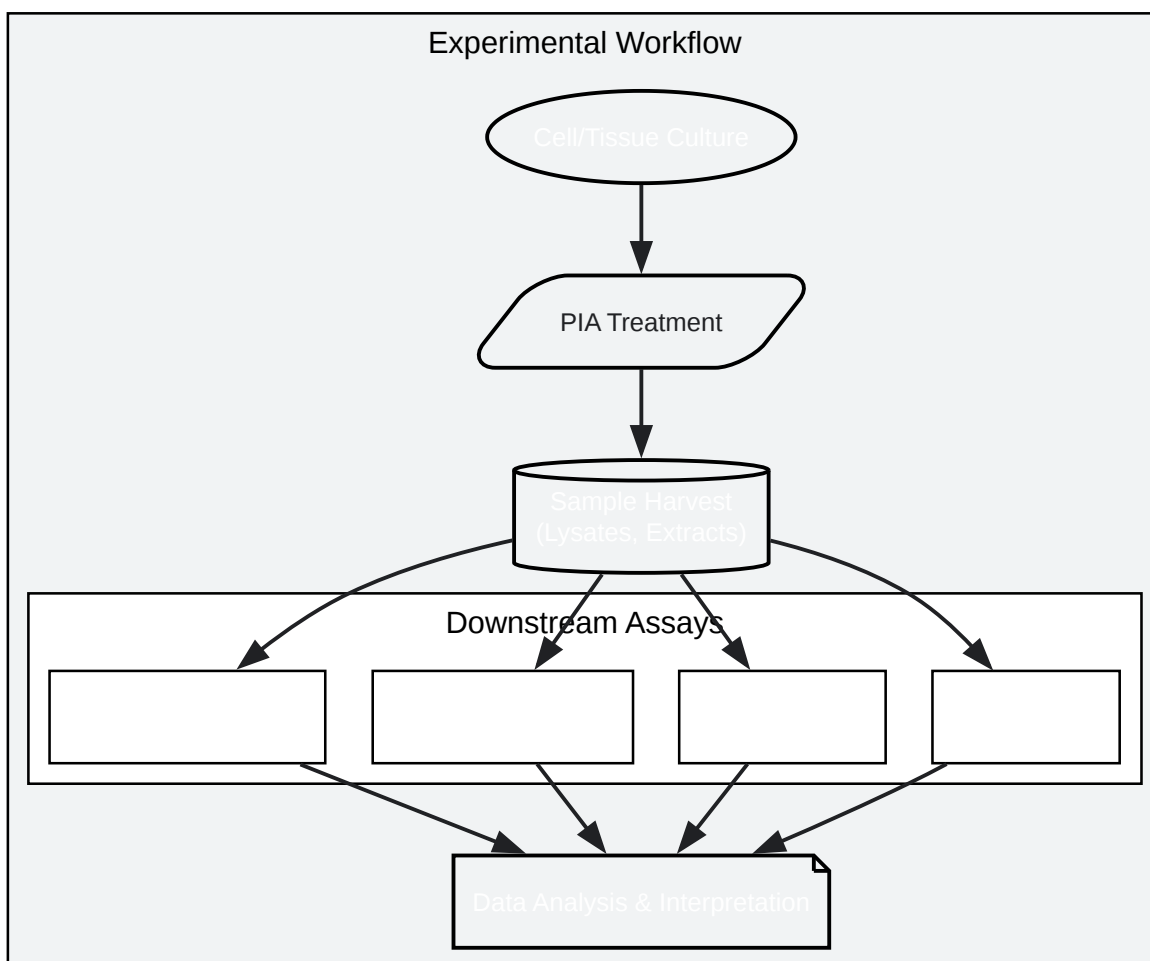 Experimental Workflow
Cell/Tissue Culture
PIA Treatment
Sample Harvest
(Lysates, Extracts)
Downstream Assays
Data Analysis & Interpretation